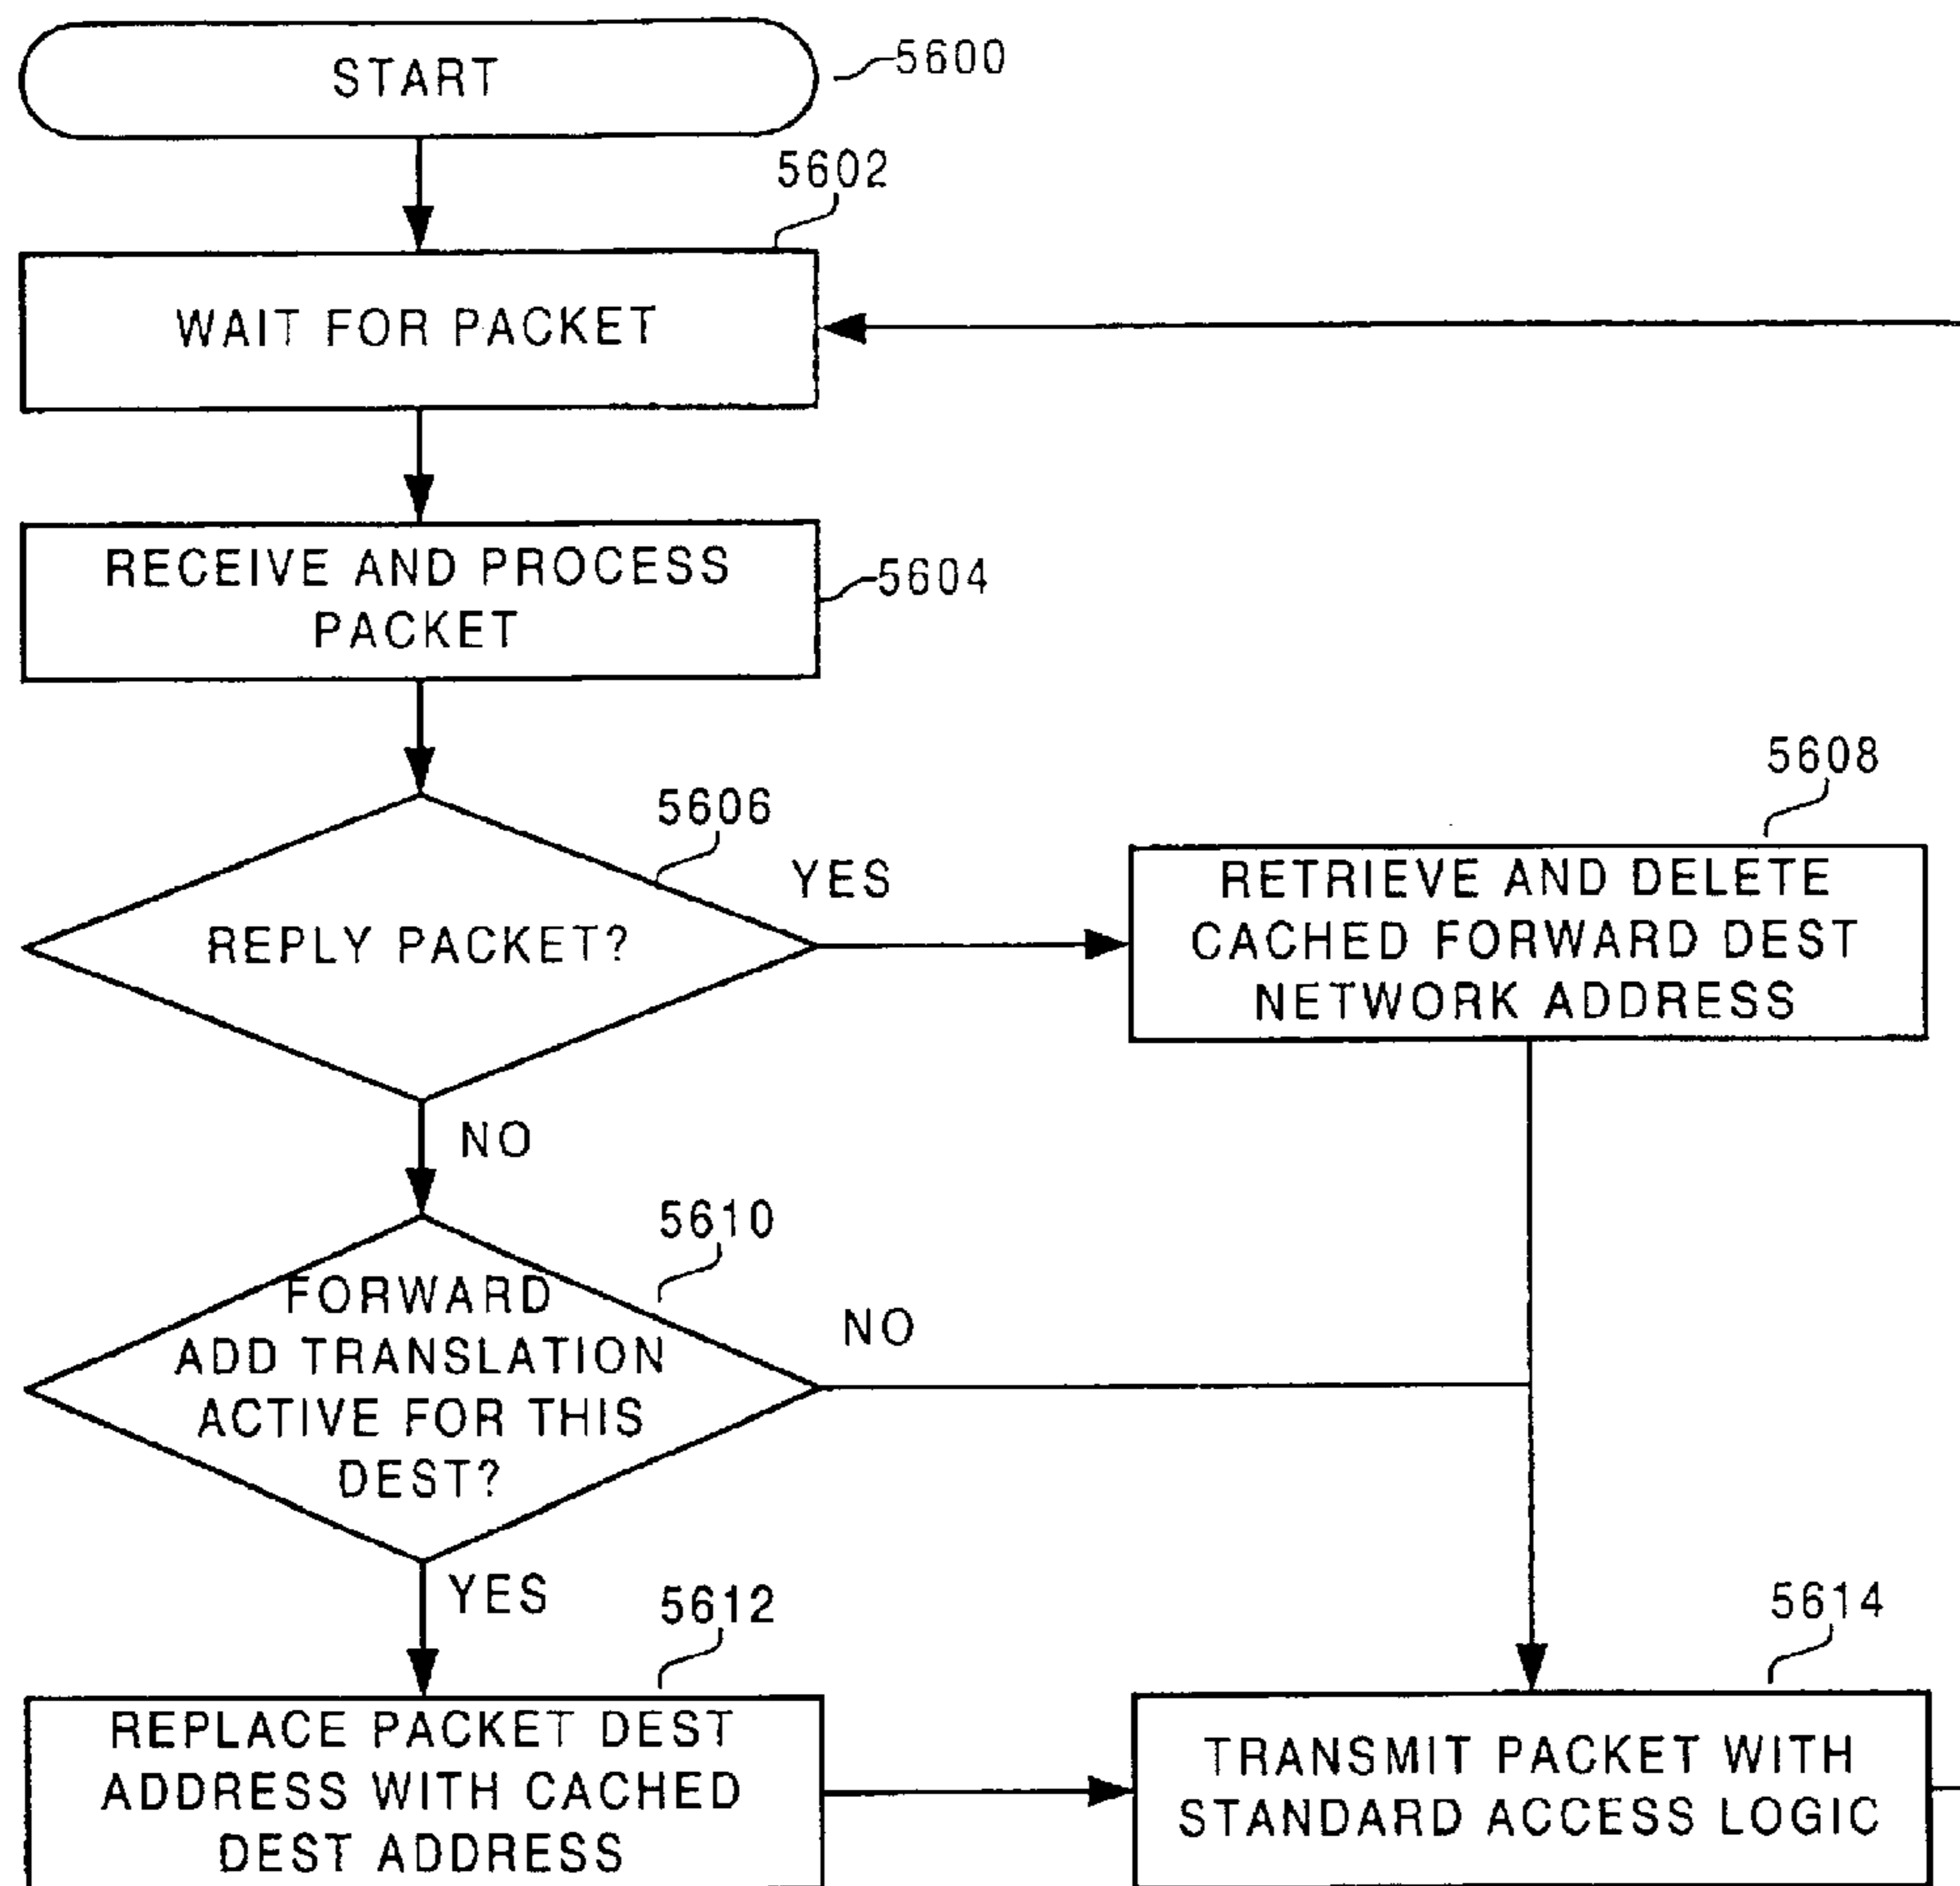 START
5600
5602
WAIT FOR PACKET
RECEIVE AND PROCESS
PACKET
5604
5606
REPLY PACKET?
YES
5608
RETRIEVE AND DELETE
CACHED FORWARD DEST
NETWORK ADDRESS
NO
5610
FORWARD
ADD TRANSLATION
ACTIVE FOR THIS
DEST?
NO
YES
5612
REPLACE PACKET DEST
ADDRESS WITH CACHED
DEST ADDRESS
5614
TRANSMIT PACKET WITH
STANDARD ACCESS LOGIC